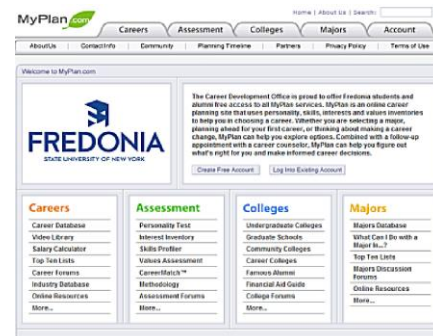 MyPlan.com
Home | About Us | Search:
Careers Assessment Colleges Majors Account
About Us | Contact Info | Community | Planning Timeline | Partners | Privacy Policy | Terms of Use
Welcome to MyPlan.com
FREDONIA
STATE UNIVERSITY OF NEW YORK
The Career Development Office is proud to offer Fredonia students and
alumni free access to all MyPlan services. MyPlan is an online career
planning site that uses personality, skills, interests and values inventories
to help you in choosing a career. Whether you are selecting a major,
planning ahead for your first career, or thinking about making a career
change, MyPlan can help you explore options. Combined with a follow-up
appointment with a career counselor, MyPlan can help you figure out
what's right for you and make informed career decisions.
Create Free Account Log Into Existing Account
Careers
Career Database
Video Library
Salary Calculator
Top Ten Lists
Career Forums
Industry Database
Online Resources
More...
Assessment
Personality Test
Interest Inventory
Skills Profiler
Values Assessment
CareerMatch™
Methodology
Assessment Forums
More...
Colleges
Undergraduate Colleges
Graduate Schools
Community Colleges
Career Colleges
Famous Alumni
Financial Aid Guide
College Forums
More...
Majors
Majors Database
What Can I Do with a
Major In...?
Top Ten Lists
Majors Discussion
Forums
Online Resources
More...